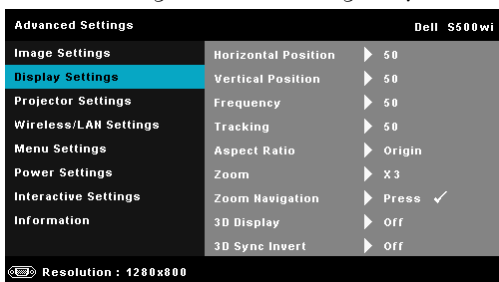 Advanced Settings Dell S500wi
Image Settings
Display Settings
Projector Settings
Wireless/LAN Settings
Menu Settings
Power Settings
Interactive Settings
Information
Horizontal Position 50
Vertical Position 50
Frequency 50
Tracking 50
Aspect Ratio Origin
Zoom X3
Zoom Navigation Press ✓
3D Display Off
3D Sync Invert Off
Resolution : 1280x800